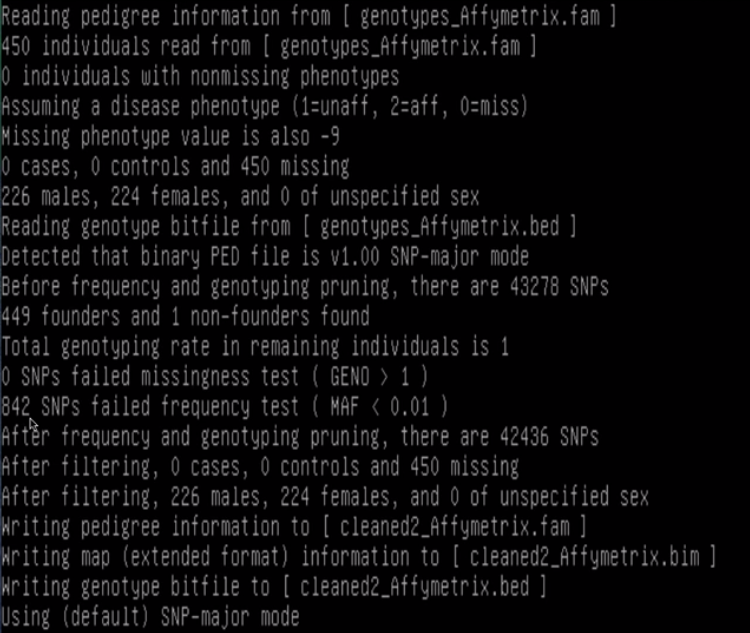 Reading pedigree information from [ genotypes_Affymetrix.fam ]
450 individuals read from [ genotypes_Affymetrix.fam ]
0 individuals with nonmissing phenotypes
Assuming a disease phenotype (1=unaff, 2=aff, 0=miss)
Missing phenotype value is also -9
0 cases, 0 controls and 450 missing
226 males, 224 females, and 0 of unspecified sex
Reading genotype bitfile from [ genotypes_Affymetrix.bed ]
Detected that binary PED file is v1.00 SNP-major mode
Before frequency and genotyping pruning, there are 43278 SNPs
449 founders and 1 non-founders found
Total genotyping rate in remaining individuals is 1
0 SNPs failed missingness test ( GENO > 1 )
842 SNPs failed frequency test ( MAF < 0.01 )
After frequency and genotyping pruning, there are 42436 SNPs
After filtering, 0 cases, 0 controls and 450 missing
After filtering, 226 males, 224 females, and 0 of unspecified sex
Writing pedigree information to [ cleaned2_Affymetrix.fam ]
Writing map (extended format) information to [ cleaned2_Affymetrix.bim ]
Writing genotype bitfile to [ cleaned2_Affymetrix.bed ]
Using (default) SNP-major mode